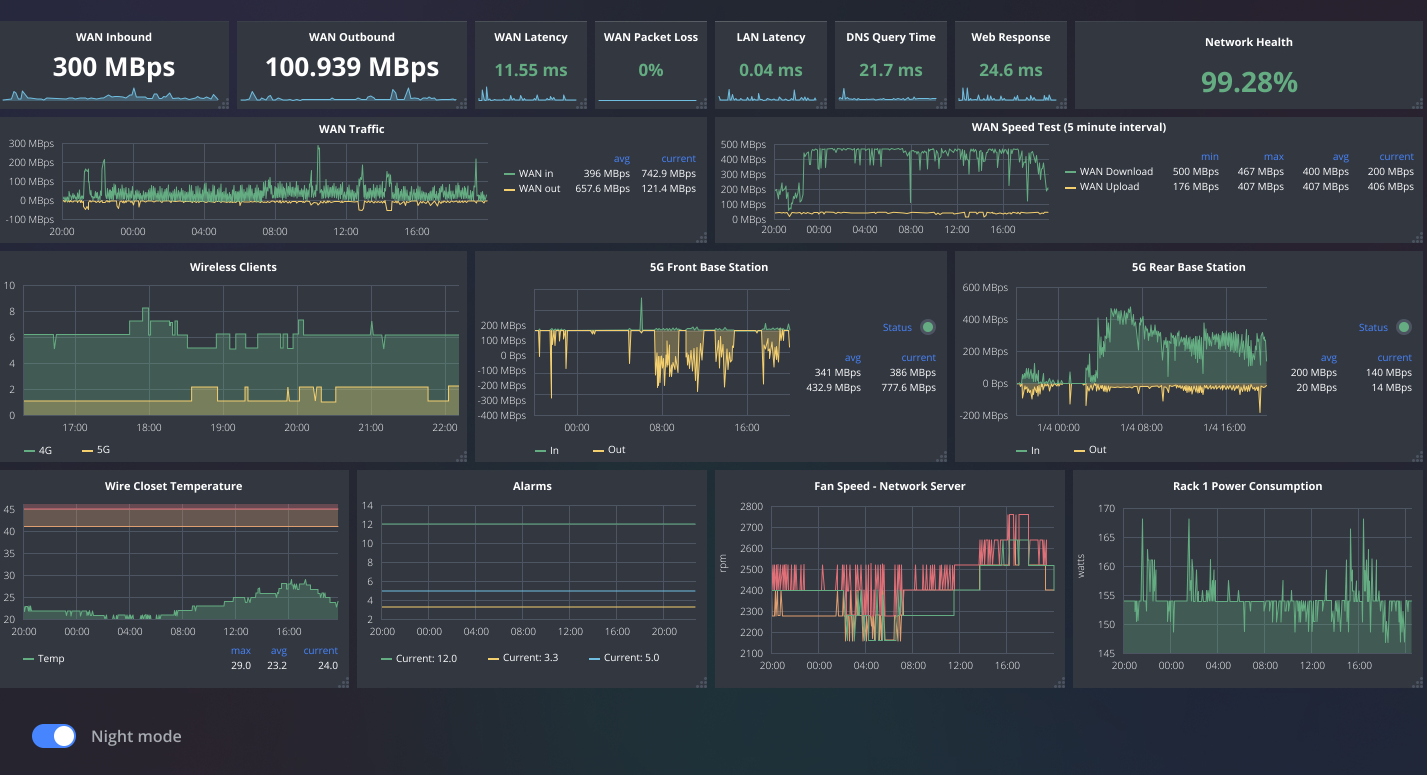 WAN Inbound
300 MBps
WAN Outbound
100.939 MBps
WAN Latency
11.55 ms
WAN Packet Loss
0%
LAN Latency
0.04 ms
DNS Query Time
21.7 ms
Web Response
24.6 ms
Network Health
99.28%
WAN Traffic
300 MBps
200 MBps
100 MBps
0 MBps
-100 MBps
20:00 00:00 04:00 08:00 12:00 16:00
avg current
WAN in 396 MBps 742.9 MBps
WAN out 657.6 MBps 121.4 MBps
WAN Speed Test (5 minute interval)
500 MBps
400 MBps
300 MBps
200 MBps
100 MBps
0 MBps
20:00 00:00 04:00 08:00 12:00 16:00
min max avg current
WAN Download 500 MBps 467 MBps 400 MBps 200 MBps
WAN Upload 176 MBps 407 MBps 407 MBps 406 MBps
Wireless Clients
10
8
6
4
2
0
17:00 18:00 19:00 20:00 21:00 22:00
4G 5G
5G Front Base Station
200 MBps
100 MBps
0 Bps
-100 MBps
-200 MBps
-300 MBps
-400 MBps
00:00 08:00 16:00
In Out
Status
avg current
341 MBps 386 MBps
432.9 MBps 777.6 MBps
5G Rear Base Station
600 MBps
400 MBps
200 MBps
0 Bps
-200 MBps
1/4 00:00 1/4 08:00 1/4 16:00
In Out
Status
avg current
200 MBps 140 MBps
20 MBps 14 MBps
Wire Closet Temperature
45
40
35
30
25
20
20:00 00:00 04:00 08:00 12:00 16:00
max avg current
Temp 29.0 23.2 24.0
Alarms
14
12
10
8
6
4
2
20:00 00:00 04:00 08:00 12:00 16:00 20:00
Current: 12.0 Current: 3.3 Current: 5.0
Fan Speed - Network Server
rpm
2800
2700
2600
2500
2400
2300
2200
2100
20:00 00:00 04:00 08:00 12:00 16:00
Rack 1 Power Consumption
watts
170
165
160
155
150
145
20:00 00:00 04:00 08:00 12:00 16:00
Night mode